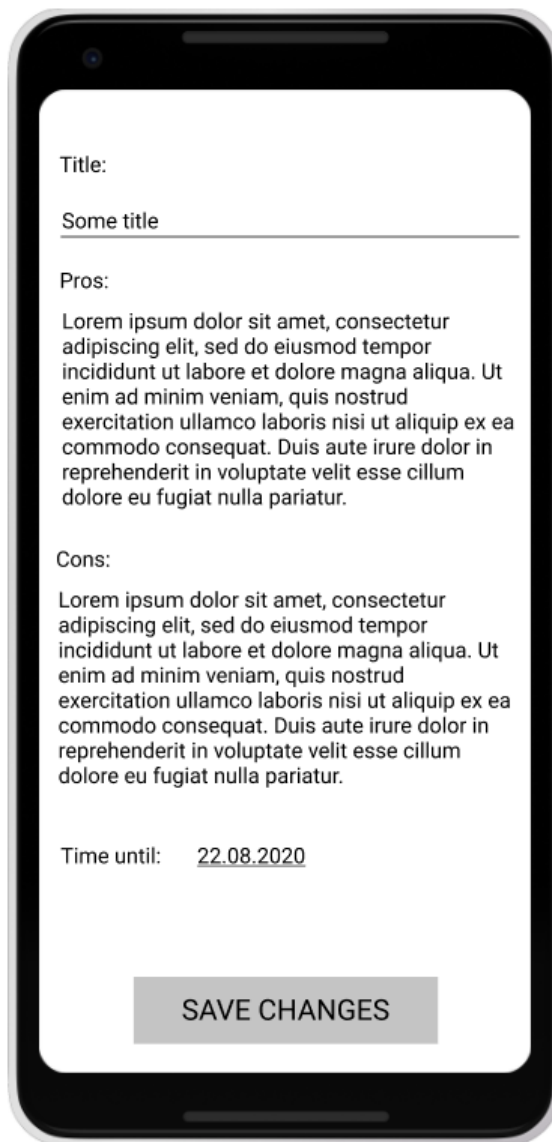 Title:
Some title
Pros:
Lorem ipsum dolor sit amet, consectetur
adipiscing elit, sed do eiusmod tempor
incididunt ut labore et dolore magna aliqua. Ut
enim ad minim veniam, quis nostrud
exercitation ullamco laboris nisi ut aliquip ex ea
commodo consequat. Duis aute irure dolor in
reprehenderit in voluptate velit esse cillum
dolore eu fugiat nulla pariatur.
Cons:
Lorem ipsum dolor sit amet, consectetur
adipiscing elit, sed do eiusmod tempor
incididunt ut labore et dolore magna aliqua. Ut
enim ad minim veniam, quis nostrud
exercitation ullamco laboris nisi ut aliquip ex ea
commodo consequat. Duis aute irure dolor in
reprehenderit in voluptate velit esse cillum
dolore eu fugiat nulla pariatur.
Time until: 22.08.2020
SAVE CHANGES